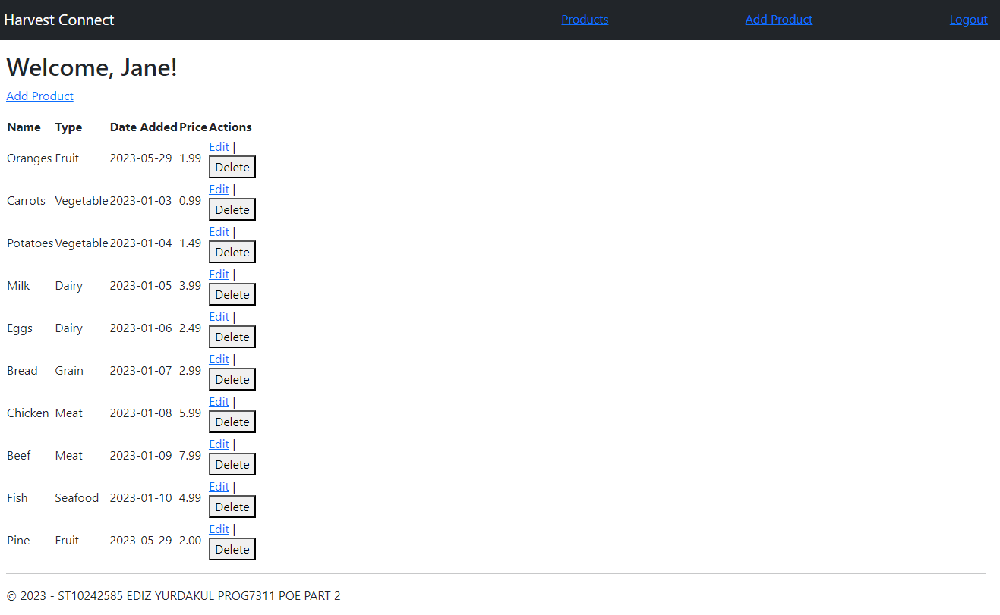 Harvest Connect Products Add Product Logout
Welcome, Jane!
Add Product
Name Type Date Added Price Actions
Oranges Fruit 2023-05-29 1.99 Edit |
Delete
Carrots Vegetable 2023-01-03 0.99 Edit |
Delete
Potatoes Vegetable 2023-01-04 1.49 Edit |
Delete
Milk Dairy 2023-01-05 3.99 Edit |
Delete
Eggs Dairy 2023-01-06 2.49 Edit |
Delete
Bread Grain 2023-01-07 2.99 Edit |
Delete
Chicken Meat 2023-01-08 5.99 Edit |
Delete
Beef Meat 2023-01-09 7.99 Edit |
Delete
Fish Seafood 2023-01-10 4.99 Edit |
Delete
Pine Fruit 2023-05-29 2.00 Edit |
Delete
© 2023 - ST10242585 EDIZ YURDAKUL PROG7311 POE PART 2